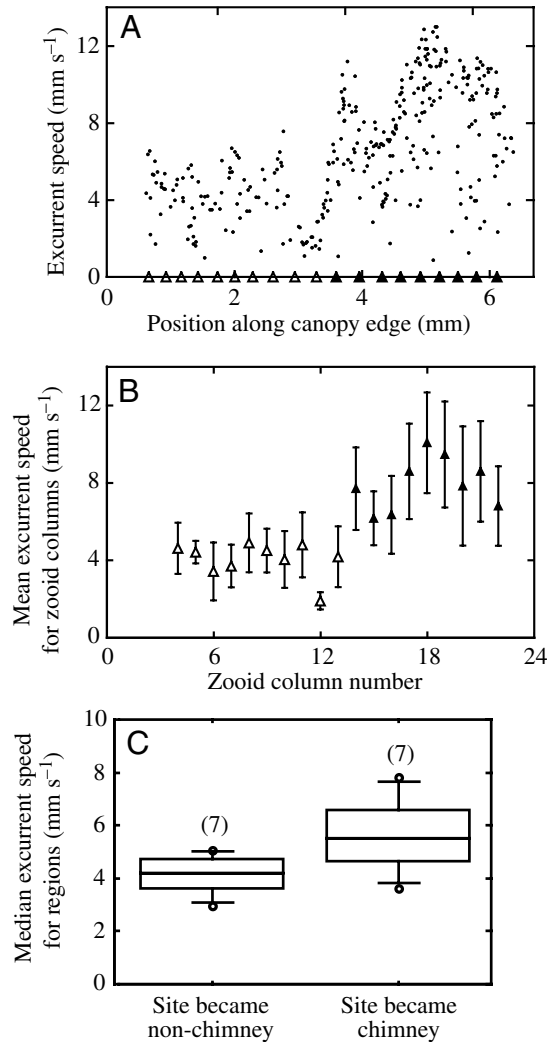 A
Excurrent speed (mm s⁻¹)
12
8
4
0
0
2
4
6
Position along canopy edge (mm)
B
Mean excurrent speed
for zooid columns (mm s⁻¹)
12
8
4
0
0
6
12
18
24
Zooid column number
C
Median excurrent speed
for regions (mm s⁻¹)
10
8
6
4
2
0
(7)
(7)
Site became
non-chimney
Site became
chimney